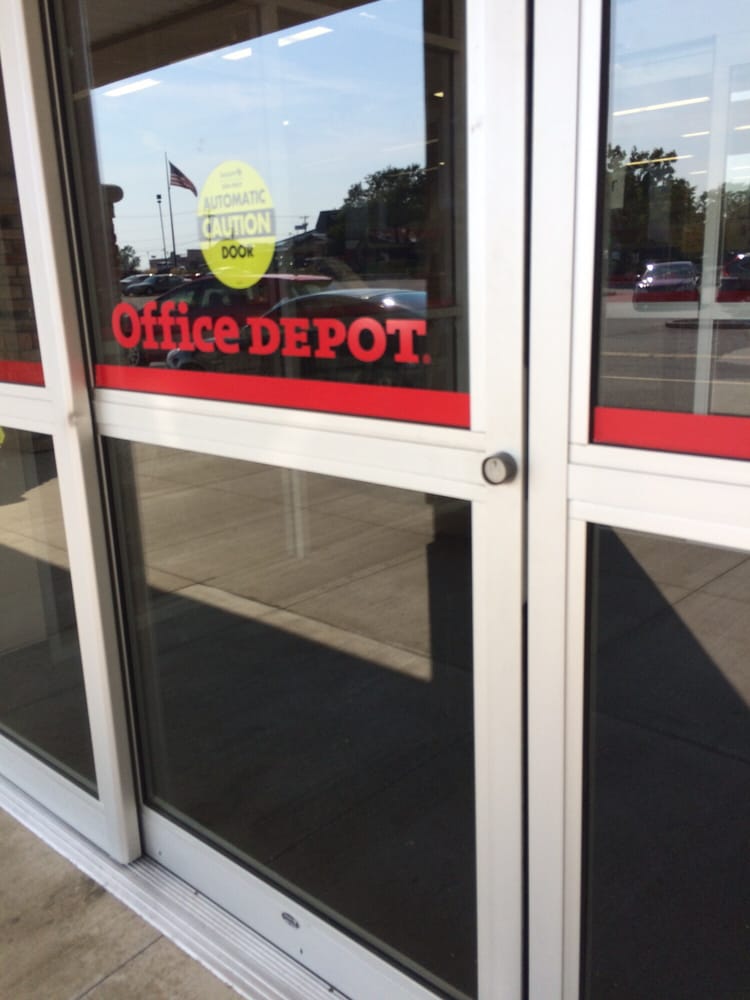 AUTOMATIC
CAUTION
DOOR
Office DEPOT.